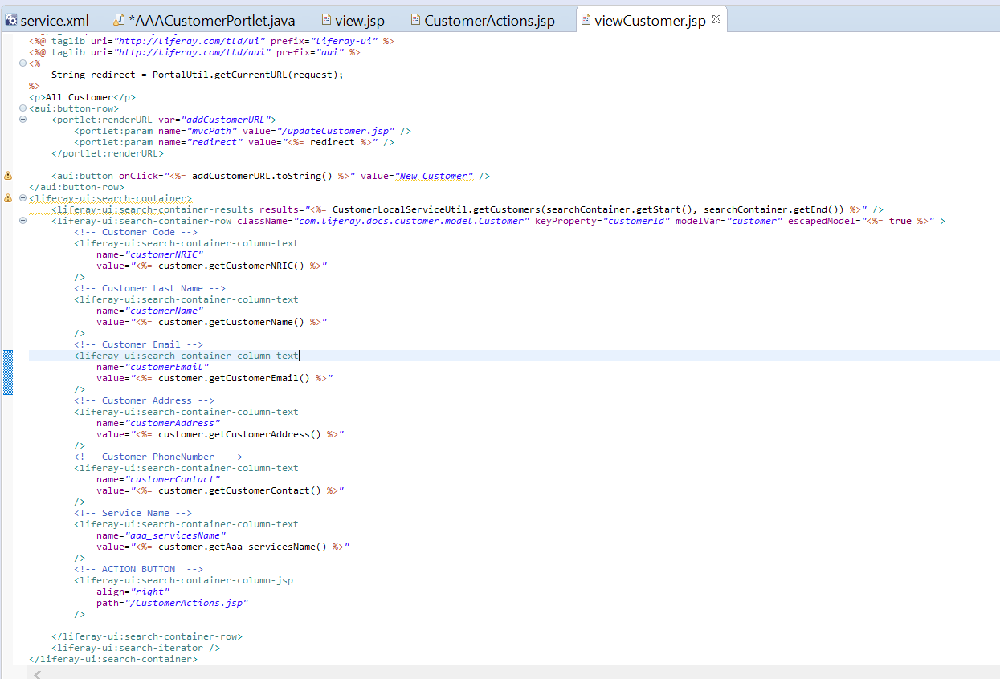 service.xml *AAACustomerPortlet.java view.jsp CustomerActions.jsp viewCustomer.jsp
<%@ taglib uri="http://liferay.com/tld/ui" prefix="liferay-ui" %>
<%@ taglib uri="http://liferay.com/tld/aui" prefix="aui" %>
<%
String redirect = PortalUtil.getCurrentURL(request);
%>
<p>All Customer</p>
<aui:button-row>
<portlet:renderURL var="addCustomerURL">
<portlet:param name="mvcPath" value="/updateCustomer.jsp" />
<portlet:param name="redirect" value="<%= redirect %>" />
</portlet:renderURL>
<aui:button onClick="<%= addCustomerURL.toString() %>" value="New Customer" />
</aui:button-row>
<liferay-ui:search-container>
<liferay-ui:search-container-results results="<%= CustomerLocalServiceUtil.getCustomers(searchContainer.getStart(), searchContainer.getEnd()) %>" />
<liferay-ui:search-container-row className="com.liferay.docs.customer.model.Customer" keyProperty="customerId" modelVar="customer" escapedModel="<%= true %>" >
<!-- Customer Code -->
<liferay-ui:search-container-column-text
name="customerNRIC"
value="<%= customer.getCustomerNRIC() %>"
/>
<!-- Customer Last Name -->
<liferay-ui:search-container-column-text
name="customerName"
value="<%= customer.getCustomerName() %>"
/>
<!-- Customer Email -->
<liferay-ui:search-container-column-text
name="customerEmail"
value="<%= customer.getCustomerEmail() %>"
/>
<!-- Customer Address -->
<liferay-ui:search-container-column-text
name="customerAddress"
value="<%= customer.getCustomerAddress() %>"
/>
<!-- Customer PhoneNumber  -->
<liferay-ui:search-container-column-text
name="customerContact"
value="<%= customer.getCustomerContact() %>"
/>
<!-- Service Name -->
<liferay-ui:search-container-column-text
name="aaa_servicesName"
value="<%= customer.getAaa_servicesName() %>"
/>
<!-- ACTION BUTTON  -->
<liferay-ui:search-container-column-jsp
align="right"
path="/CustomerActions.jsp"
/>
</liferay-ui:search-container-row>
<liferay-ui:search-iterator />
</liferay-ui:search-container>